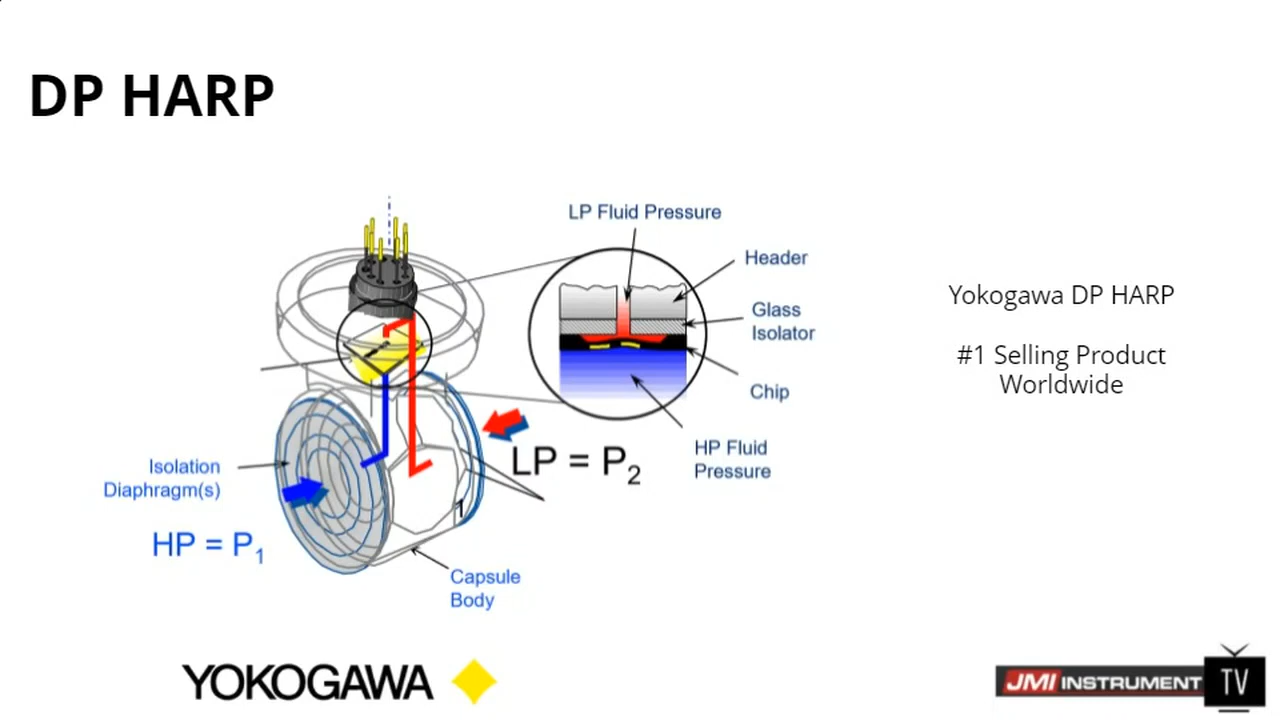 DP HARP
LP Fluid Pressure
Header
Glass
Isolator
Chip
HP Fluid
Pressure
LP = P2
Isolation
Diaphragm(s)
HP = P1
1
Capsule
Body
Yokogawa DP HARP
#1 Selling Product
Worldwide
YOKOGAWA
JMI INSTRUMENT TV